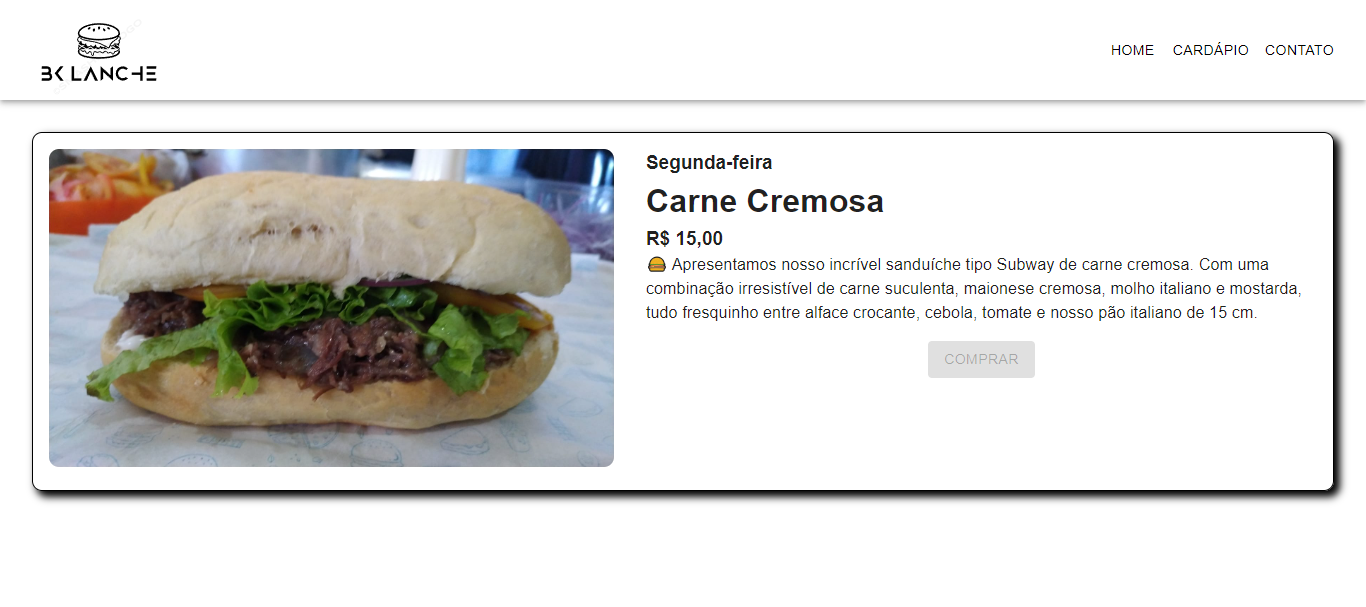 BK LANCHE
HOME CARDÁPIO CONTATO
Segunda-feira
Carne Cremosa
R$ 15,00
🍔 Apresentamos nosso incrível sanduíche tipo Subway de carne cremosa. Com uma
combinação irresistível de carne suculenta, maionese cremosa, molho italiano e mostarda,
tudo fresquinho entre alface crocante, cebola, tomate e nosso pão italiano de 15 cm.
COMPRAR